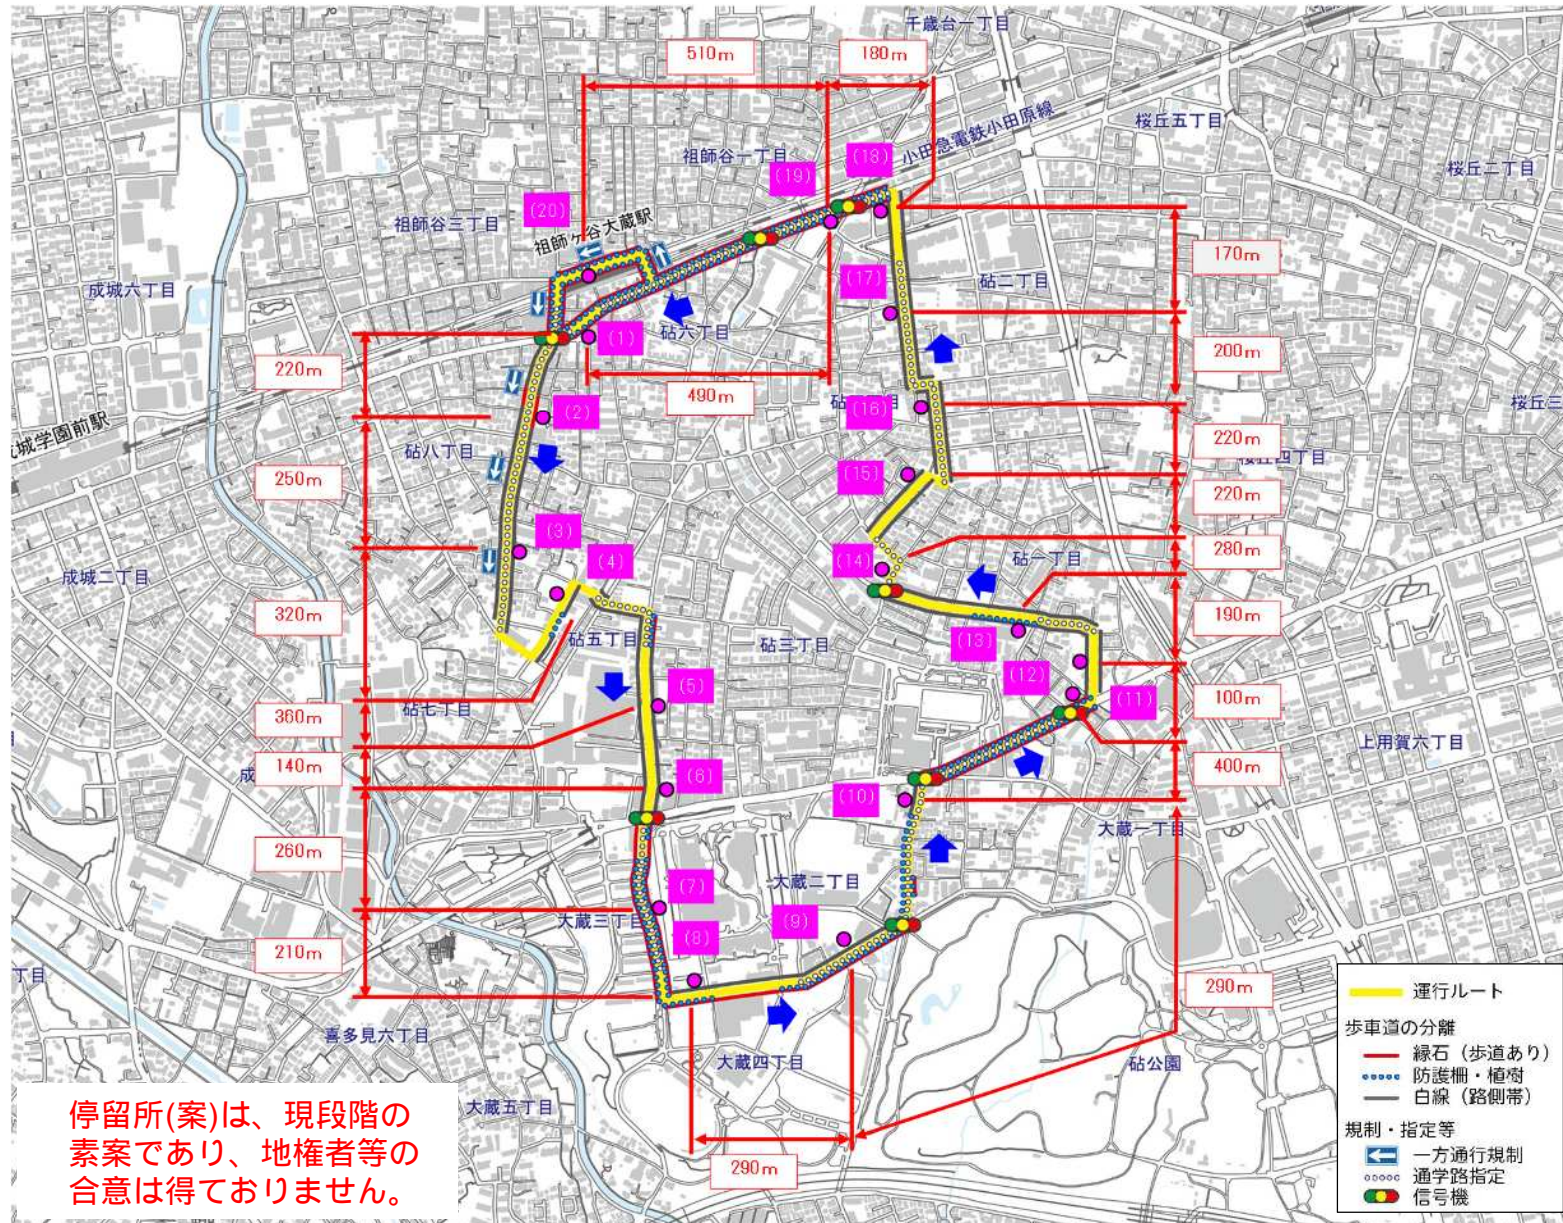 千歳台一丁目
510m
180m
桜丘五丁目
小田急電鉄小田原線
祖師谷一丁目
(18)
桜丘二丁目
(19)
(20)
祖師谷三丁目
祖師ヶ谷大蔵駅
170m
砧二丁目
成城六丁目
(17)
(1)
砧六丁目
200m
220m
490m
(2)
(16)
桜丘三
城学園前駅
砧八丁目
220m
桜丘四丁目
250m
(15)
220m
(3)
(4)
280m
砧一丁目
(14)
成城二丁目
320m
190m
砧五丁目
砧三丁目
(13)
(12)
(5)
(11)
100m
砧七丁目
360m
上用賀六丁目
140m
成
(6)
400m
(10)
大蔵一丁目
260m
(7)
大蔵二丁目
大蔵三丁目
(8)
(9)
210m
丁目
290m
喜多見六丁目
大蔵四丁目
砧公園
大蔵五丁目
290m
停留所(案)は、現段階の
素案であり、地権者等の
合意は得ておりません。
運行ルート
歩車道の分離
縁石（歩道あり）
防護柵・植樹
白線（路側帯）
規制・指定等
一方通行規制
通学路指定
信号機